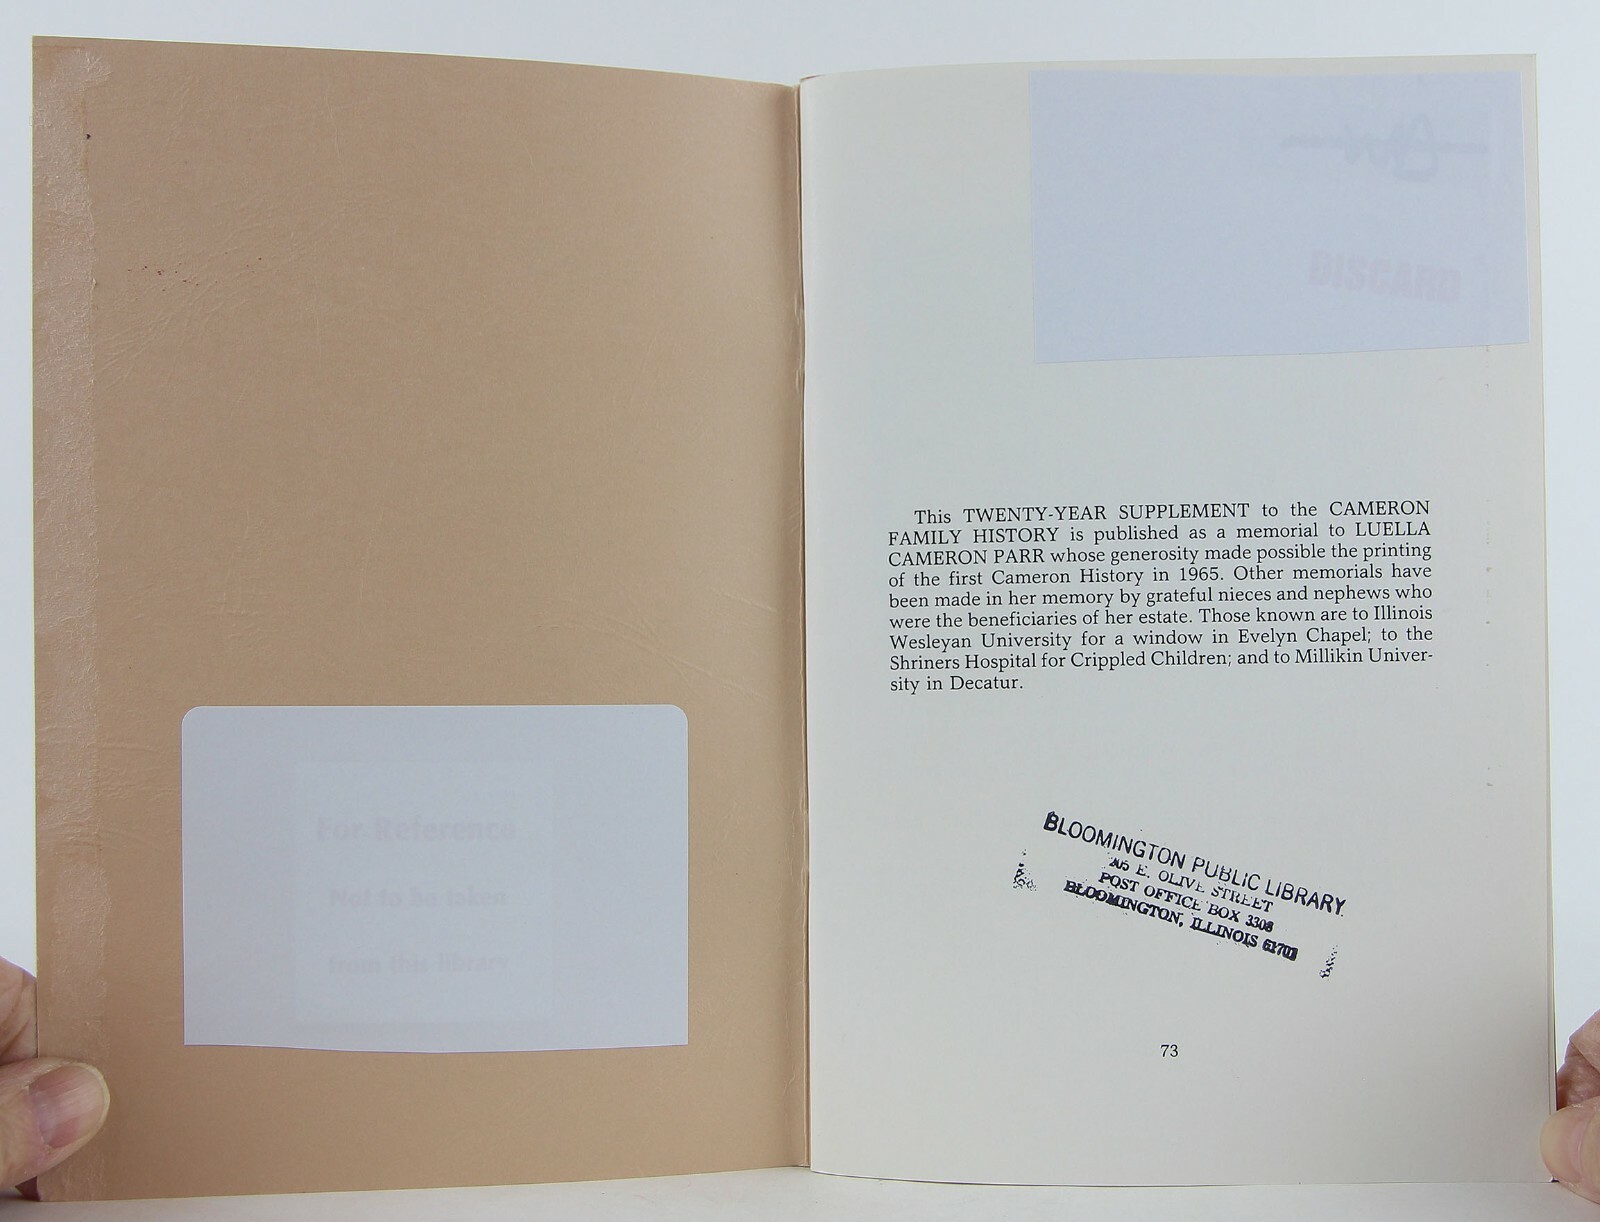 For Reference
Not to be taken
from this library
DISCARD
This TWENTY-YEAR SUPPLEMENT to the CAMERON
FAMILY HISTORY is published as a memorial to LUELLA
CAMERON PARR whose generosity made possible the printing
of the first Cameron History in 1965. Other memorials have
been made in her memory by grateful nieces and nephews who
were the beneficiaries of her estate. Those known are to Illinois
Wesleyan University for a window in Evelyn Chapel; to the
Shriners Hospital for Crippled Children; and to Millikin Univer-
sity in Decatur.
BLOOMINGTON PUBLIC LIBRARY
205 E. OLIVE STREET
POST OFFICE BOX 3308
BLOOMINGTON, ILLINOIS 61701
73